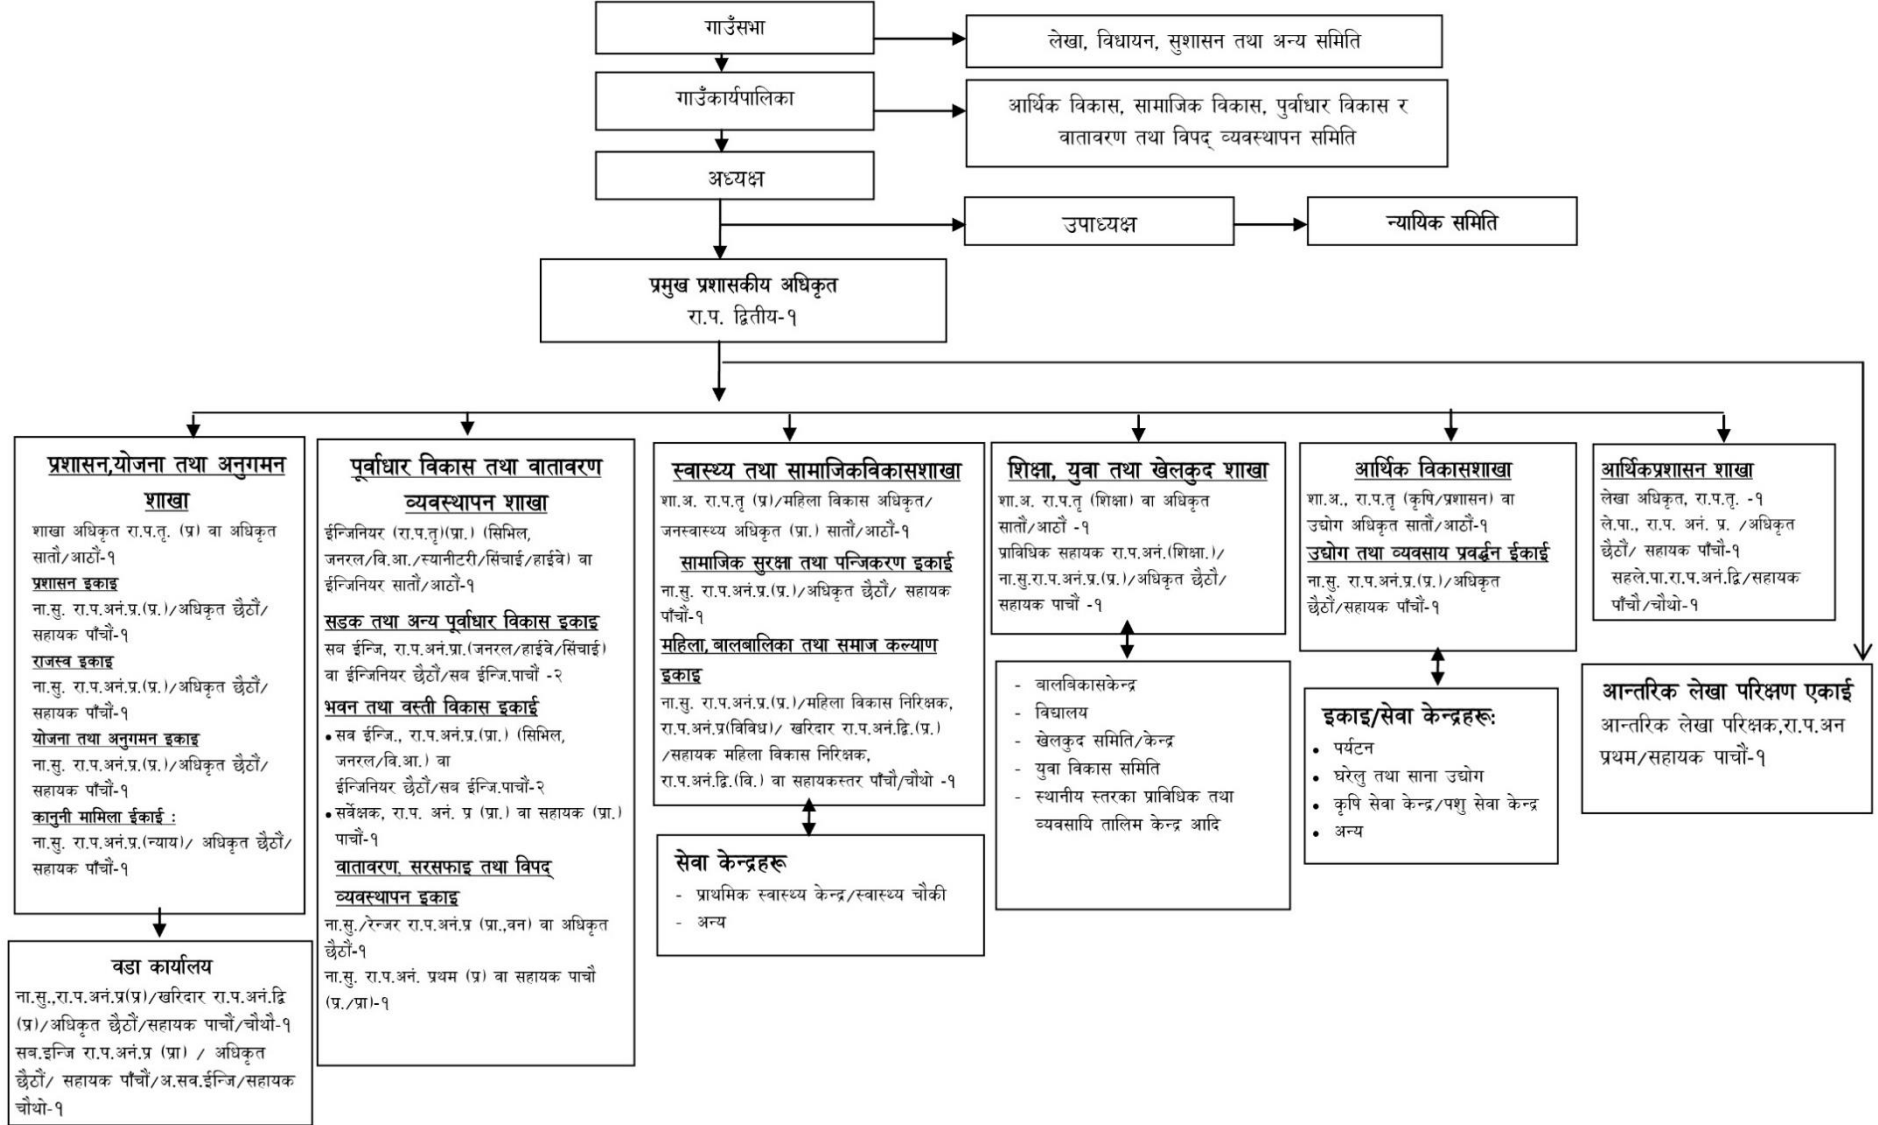 गाउँसभा
लेखा, विधायन, सुशासन तथा अन्य समिति
गाउँकार्यपालिका
आर्थिक विकास, सामाजिक विकास, पुर्वाधार विकास र
वातावरण तथा विपद् व्यवस्थापन समिति
अध्यक्ष
उपाध्यक्ष
न्यायिक समिति
प्रमुख प्रशासकीय अधिकृत
रा.प. द्वितीय-१
प्रशासन,योजना तथा अनुगमन
शाखा
शाखा अधिकृत रा.प.तृ. (प्र) वा अधिकृत
सातौं/आठौं-१
प्रशासन इकाइ
ना.सु. रा.प.अनं.प्र.(प्र.)/अधिकृत छैठौं/
सहायक पाँचौं-१
राजस्व इकाइ
ना.सु. रा.प.अनं.प्र.(प्र.)/अधिकृत छैठौं/
सहायक पाँचौं-१
योजना तथा अनुगमन इकाइ
ना.सु. रा.प.अनं.प्र.(प्र.)/अधिकृत छैठौं/
सहायक पाँचौं-१
कानुनी मामिला ईकाई :
ना.सु. रा.प.अनं.प्र.(न्याय)/ अधिकृत छैठौं/
सहायक पाँचौं-१
वडा कार्यालय
ना.सु.,रा.प.अनं.प्र(प्र)/खरिदार रा.प.अनं.द्वि
(प्र)/अधिकृत छैठौं/सहायक पाचौं/चौथौ-१
सब.इन्जि रा.प.अनं.प्र (प्रा) / अधिकृत
छैठौं/ सहायक पाँचौं/अ.सव.ईन्जि/सहायक
चौथो-१
पूर्वाधार विकास तथा वातावरण
व्यवस्थापन शाखा
ईन्जिनियर (रा.प.तृ)(प्रा.) (सिभिल,
जनरल/वि.आ./स्यानीटरी/सिंचाई/हाईवे) वा
ईन्जिनियर सातौं/आठौं-१
सडक तथा अन्य पूर्वाधार विकास इकाइ
सब ईन्जि, रा.प.अनं.प्रा.(जनरल/हाईवे/सिंचाई)
वा ईन्जिनियर छैठौं/सब ईन्जि.पाचौं -२
भवन तथा वस्ती विकास इकाई
• सव ईन्जि., रा.प.अनं.प्र.(प्रा.) (सिभिल,
जनरल/वि.आ.) वा
ईन्जिनियर छैठौं/सब ईन्जि.पाचौं-२
• सर्वेक्षक, रा.प. अनं. प्र (प्रा.) वा सहायक (प्रा.)
पाचौं-१
वातावरण, सरसफाइ तथा विपद्
व्यवस्थापन इकाइ
ना.सु./रेन्जर रा.प.अनं.प्र (प्रा.,वन) वा अधिकृत
छैठौं-१
ना.सु. रा.प.अनं. प्रथम (प्र) वा सहायक पाचौ
(प्र./प्रा)-१
स्वास्थ्य तथा सामाजिकविकासशाखा
शा.अ. रा.प.तृ (प्र)/महिला विकास अधिकृत/
जनस्वास्थ्य अधिकृत (प्रा.) सातौं/आठौं-१
सामाजिक सुरक्षा तथा पन्जिकरण इकाई
ना.सु. रा.प.अनं.प्र.(प्र.)/अधिकृत छैठौं/ सहायक
पाँचौं-१
महिला,बालबालिका तथा समाज कल्याण
इकाइ
ना.सु. रा.प.अनं.प्र.(प्र.)/महिला विकास निरिक्षक,
रा.प.अनं.प्र(विविध)/ खरिदार रा.प.अनं.द्वि.(प्र.)
/सहायक महिला विकास निरिक्षक,
रा.प.अनं.द्वि.(वि.) वा सहायकस्तर पाँचौ/चौथो -१
सेवा केन्द्रहरू
- प्राथमिक स्वास्थ्य केन्द्र/स्वास्थ्य चौकी
- अन्य
शिक्षा, युवा तथा खेलकुद शाखा
शा.अ. रा.प.तृ (शिक्षा) वा अधिकृत
सातौं/आठौं -१
प्राविधिक सहायक रा.प.अनं.(शिक्षा.)/
ना.सु.रा.प.अनं.प्र.(प्र.)/अधिकृत छैठौं/
सहायक पाचौं -१
- बालबिकासकेन्द्र
- विद्यालय
- खेलकुद समिति/केन्द्र
- युवा विकास समिति
- स्थानीय स्तरका प्राविधिक तथा
व्यवसायि तालिम केन्द्र आदि
आर्थिक विकासशाखा
शा.अ., रा.प.तृ (कृषि/प्रशासन) वा
उद्योग अधिकृत सातौं/आठौं-१
उद्योग तथा व्यवसाय प्रवर्द्धन ईकाई
ना.सु. रा.प.अनं.प्र.(प्र.)/अधिकृत
छैठौं/सहायक पाँचौं-१
इकाइ/सेवा केन्द्रहरू:
• पर्यटन
• घरेलु तथा साना उद्योग
• कृषि सेवा केन्द्र/पशु सेवा केन्द्र
• अन्य
आर्थिकप्रशासन शाखा
लेखा अधिकृत, रा.प.तृ. -१
ले.पा., रा.प. अनं. प्र. /अधिकृत
छैठौं/ सहायक पाँचौ-१
सहले.पा.रा.प.अनं.द्वि/सहायक
पाँचौ/चौथो-१
आन्तरिक लेखा परिक्षण एकाई
आन्तरिक लेखा परिक्षक,रा.प.अन
प्रथम/सहायक पाचौं-१